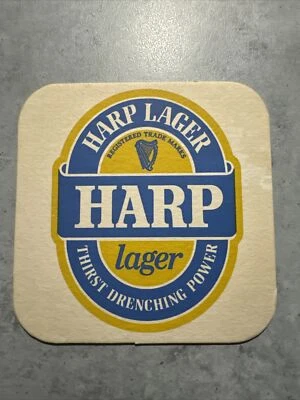 HARP LAGER
REGISTERED TRADE MARKS
HARP
lager
THIRST DRENCHING POWER